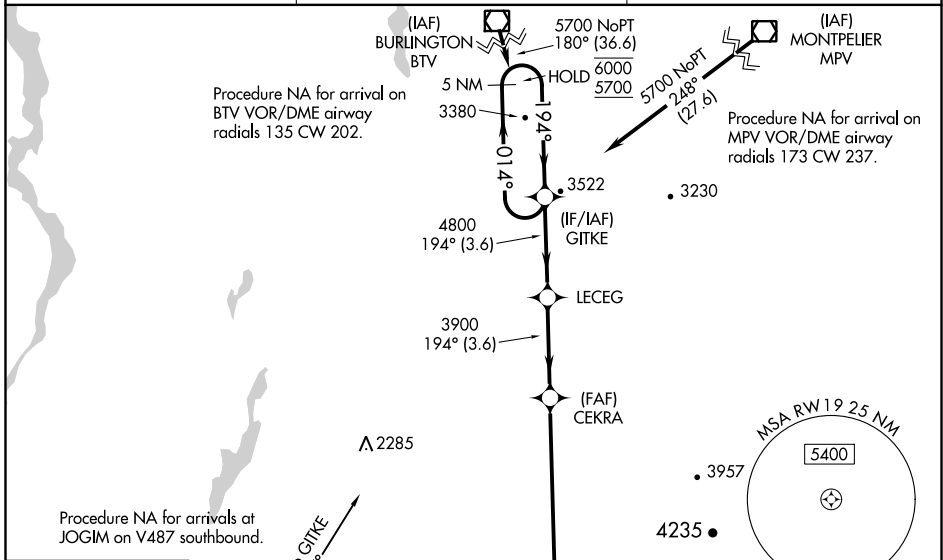 (IAF)
BURLINGTON
BTV
5700 NoPT
180° (36.6)
HOLD 6000
5700
5 NM
3380
194°
014°
(IAF)
MONTPELIER
MPV
5700 NoPT
248°
(27.6)
Procedure NA for arrival on
BTV VOR/DME airway
radials 135 CW 202.
Procedure NA for arrival on
MPV VOR/DME airway
radials 173 CW 237.
3522
3230
(IF/IAF)
GITKE
4800
194° (3.6)
LECEG
3900
194° (3.6)
(FAF)
CEKRA
MSA RW19 25 NM
5400
2285
3957
4235
Procedure NA for arrivals at
JOGIM on V487 southbound.
GITKE